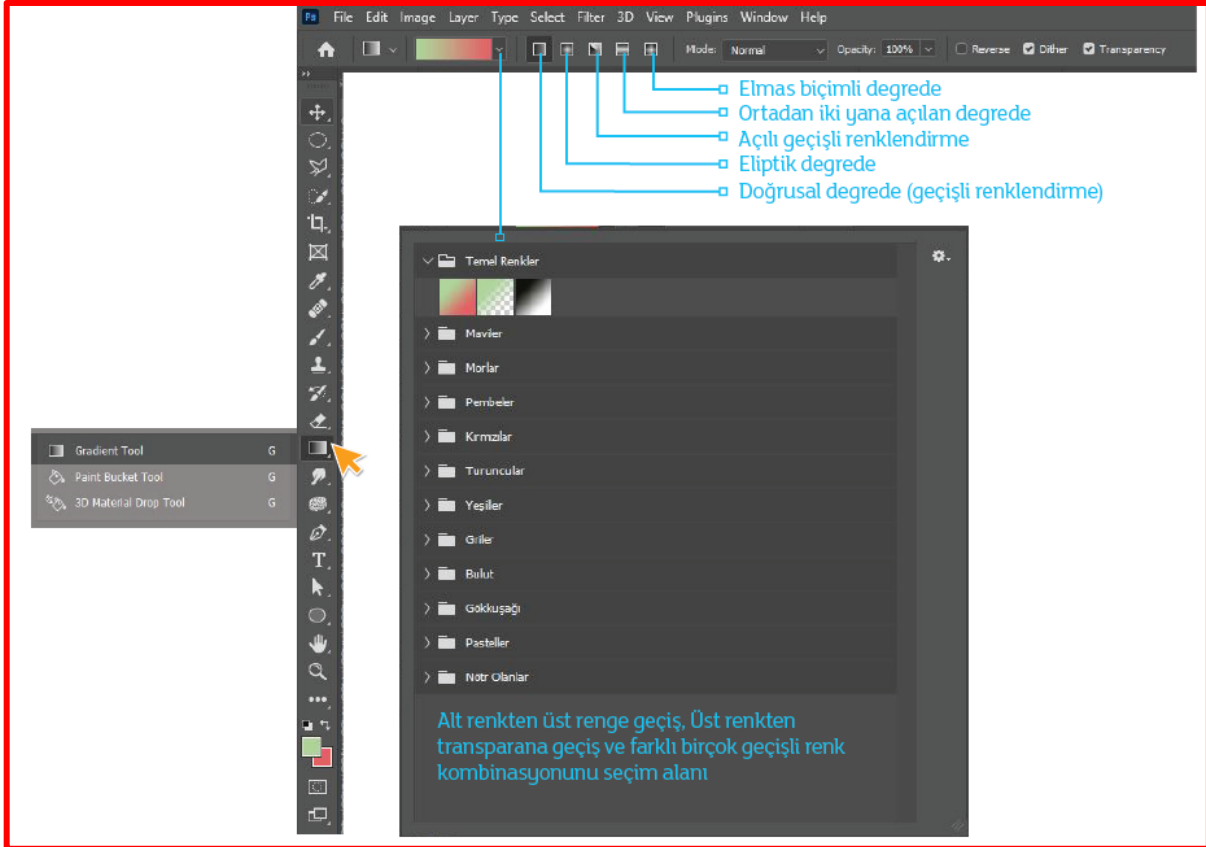 Ps File Edit Image Layer Type Select Filter 3D View Plugins Window Help
Mode: Normal Opacity: 100% Reverse Dither Transparency
Elmas biçimli degrede
Ortadan iki yana açılan degrede
Açılı geçişli renklendirme
Eliptik degrede
Doğrusal degrede (geçişli renklendirme)
Temel Renkler
Maviler
Morlar
Pembeler
Kırmızılar
Turuncular
Yeşiller
Griler
Bulut
Gökkuşağı
Pasteller
Nötr Olanlar
Gradient Tool G
Paint Bucket Tool G
3D Material Drop Tool G
Alt renkten üst renge geçiş, Üst renkten
transparana geçiş ve farklı birçok geçişli renk
kombinasyonunu seçim alanı